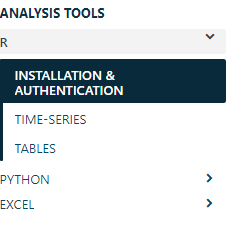 ANALYSIS TOOLS
R
INSTALLATION &
AUTHENTICATION
TIME-SERIES
TABLES
PYTHON
EXCEL